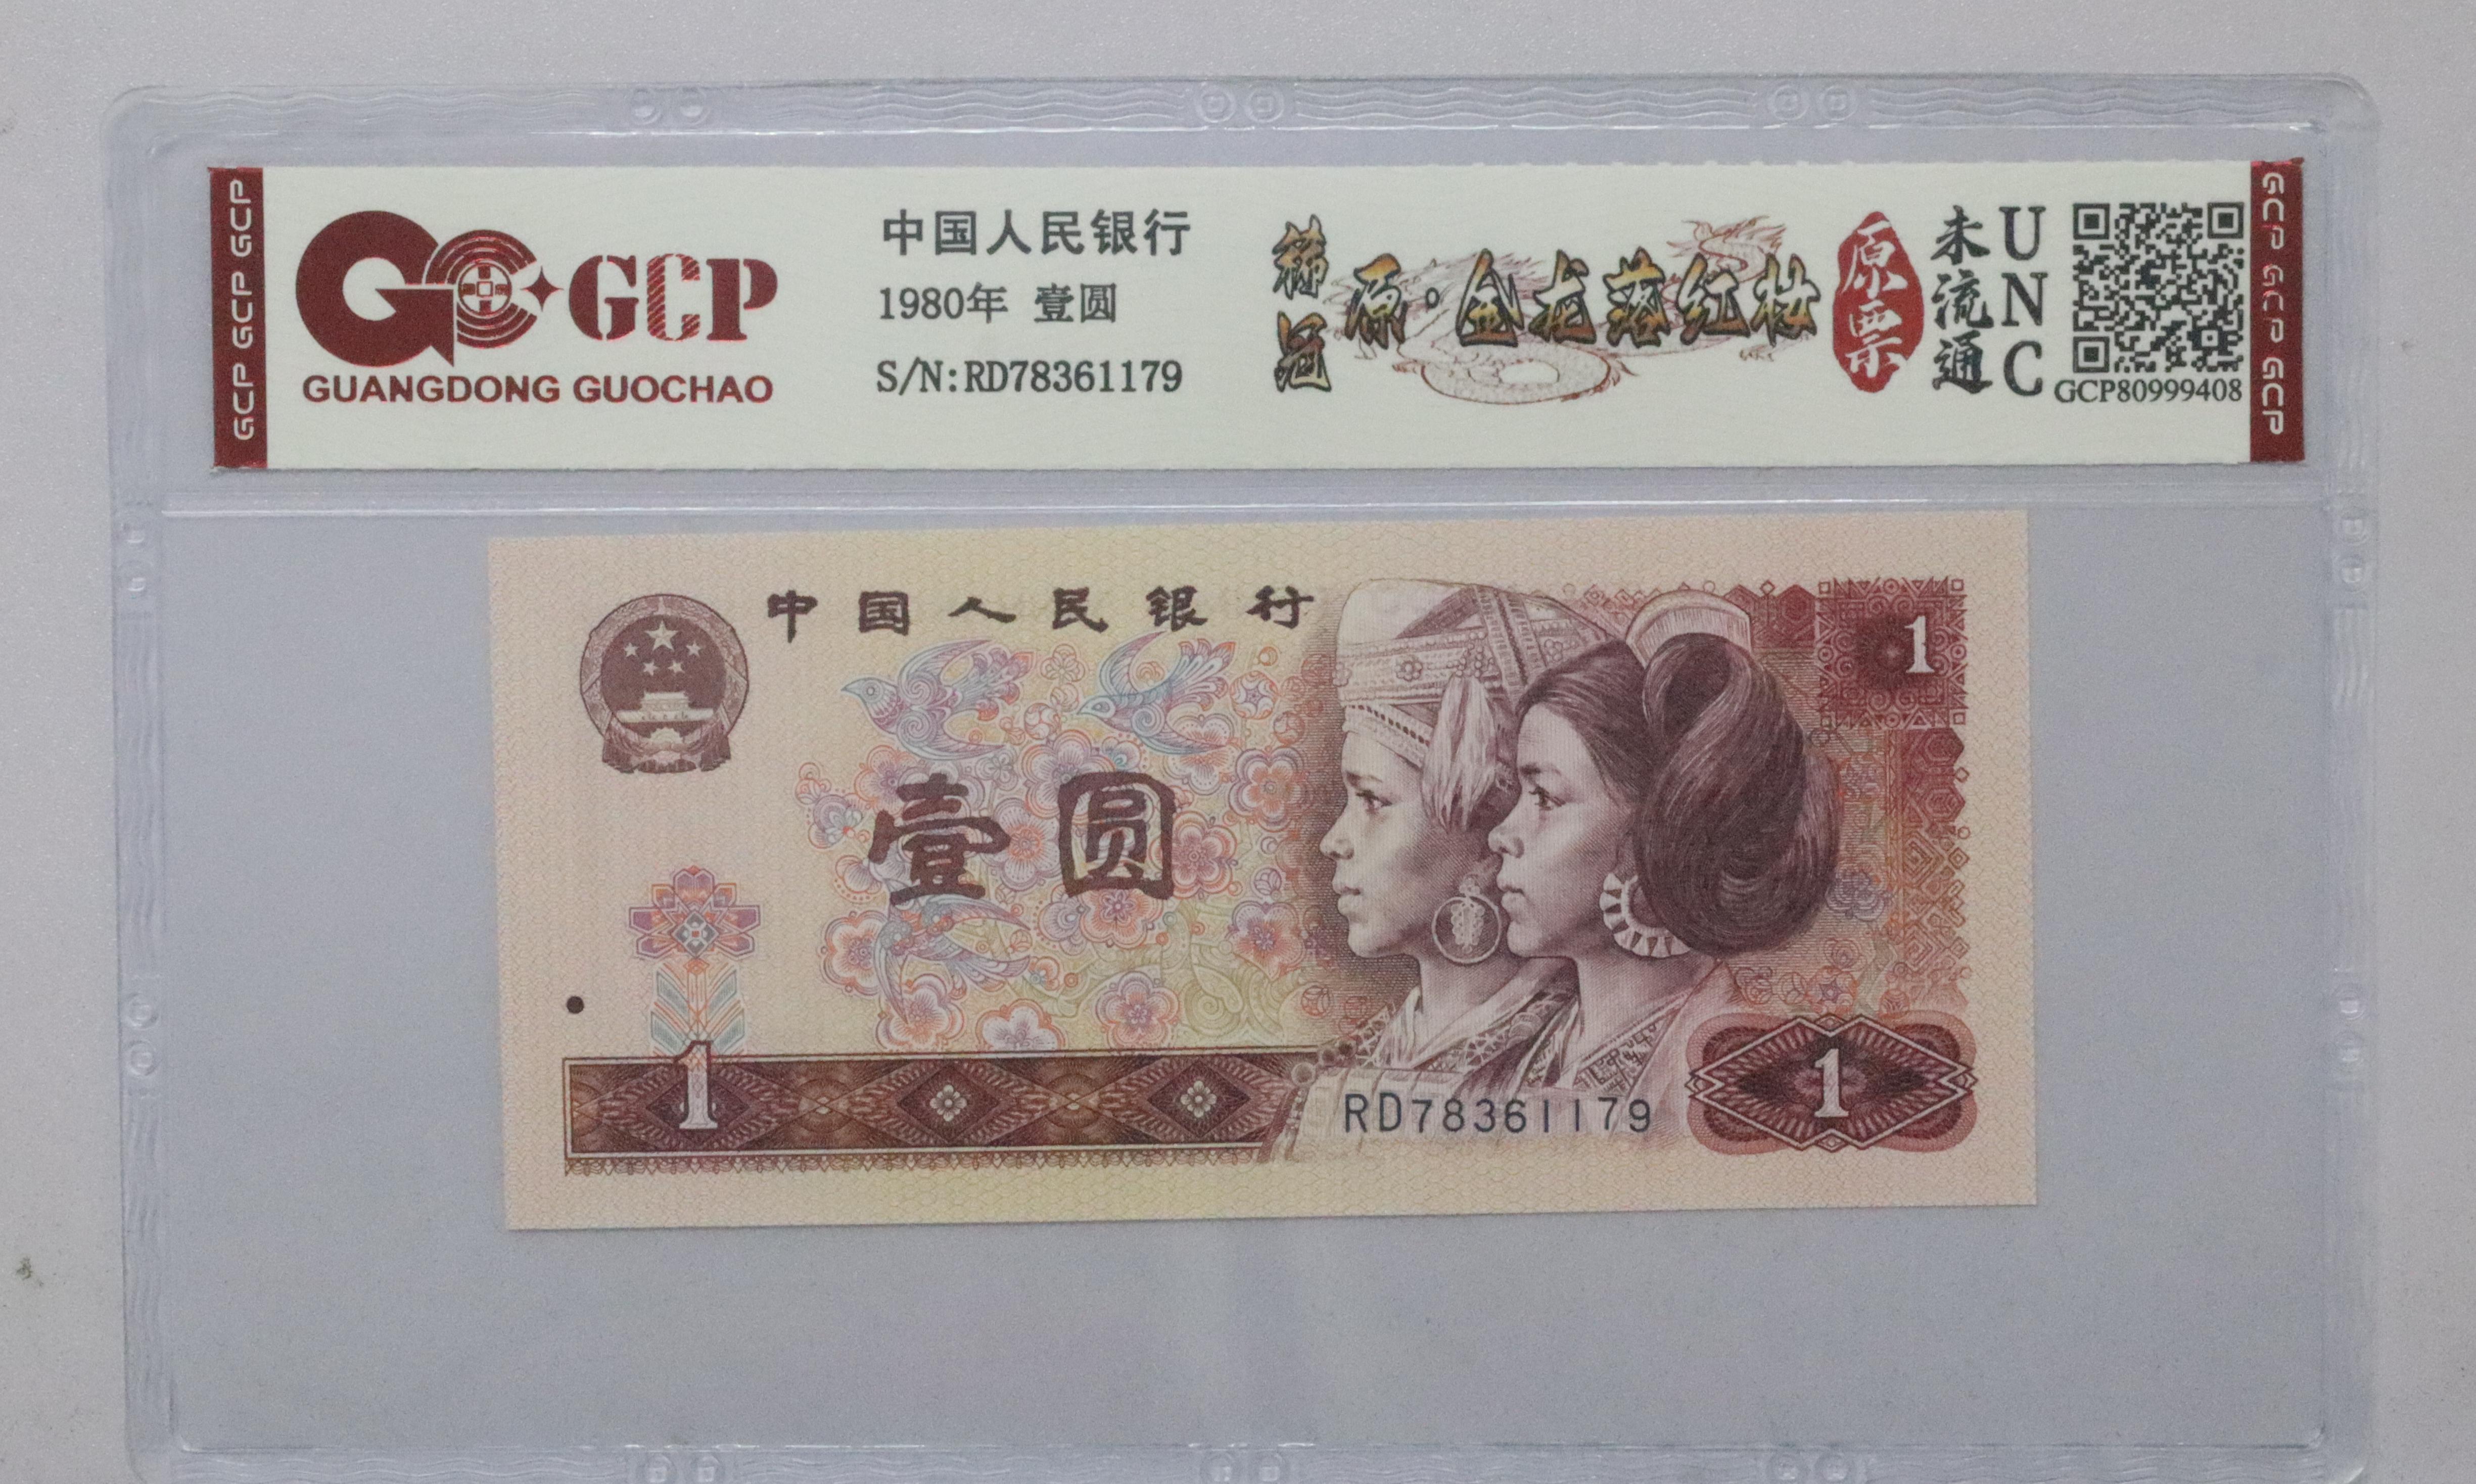 GCP GCP GCP
GCP
GUANGDONG GUOCHAO
中国人民银行
1980年 壹圆
S/N:RD78361179
稀冠
原·金龙落红妆
原票
未流通
UNC
GCP80999408
GCP GCP GCP
中国人民银行
1
壹圆
1
RD78361179
1